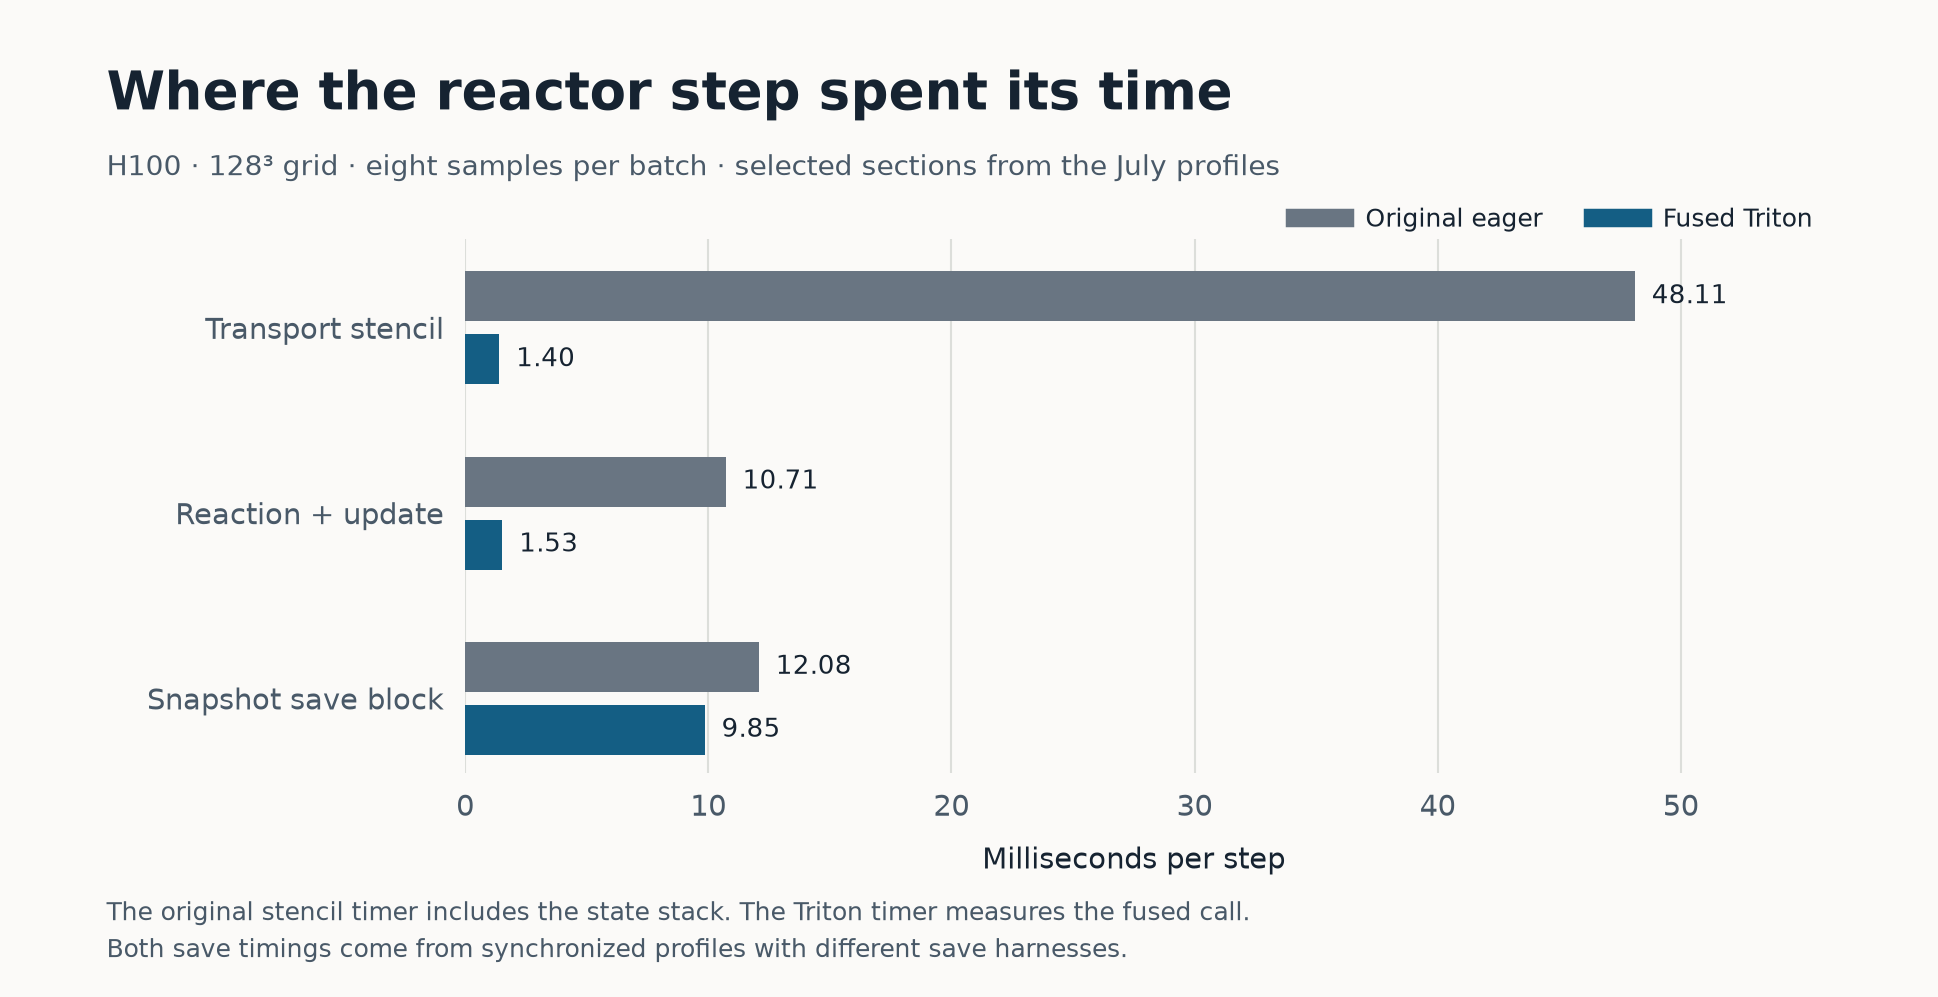 Where the reactor step spent its time
H100 · 128³ grid · eight samples per batch · selected sections from the July profiles
Original eager
Fused Triton
Transport stencil
48.11
1.40
Reaction + update
10.71
1.53
Snapshot save block
12.08
9.85
0 10 20 30 40 50
Milliseconds per step
The original stencil timer includes the state stack. The Triton timer measures the fused call.
Both save timings come from synchronized profiles with different save harnesses.